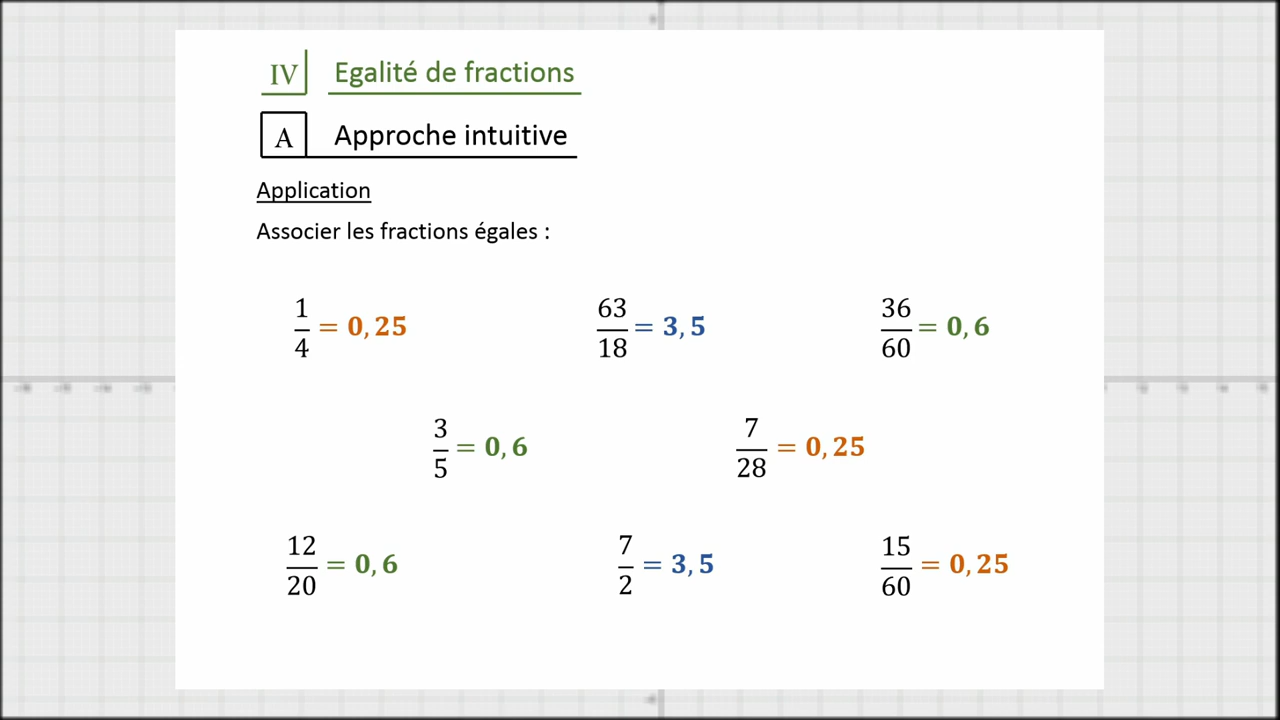 IV Egalité de fractions
A Approche intuitive
Application
Associer les fractions égales :
1/4 = 0,25 63/18 = 3,5 36/60 = 0,6
3/5 = 0,6 7/28 = 0,25
12/20 = 0,6 7/2 = 3,5 15/60 = 0,25